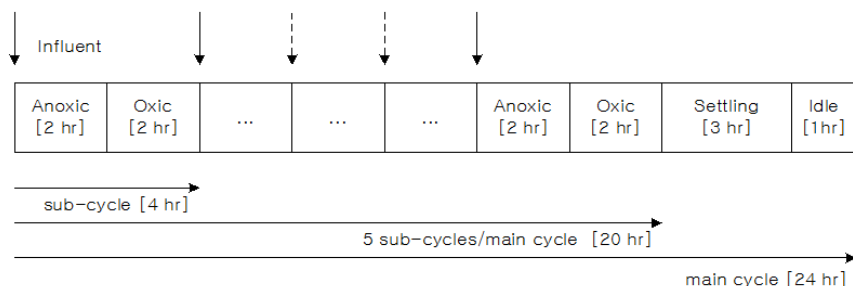 Influent
Anoxic Oxic Anoxic Oxic Settling Idle
[2 hr] [2 hr] ... ... ... [2 hr] [2 hr] [3 hr] [1hr]
sub-cycle [4 hr]
5 sub-cycles/main cycle [20 hr]
main cycle [24 hr]